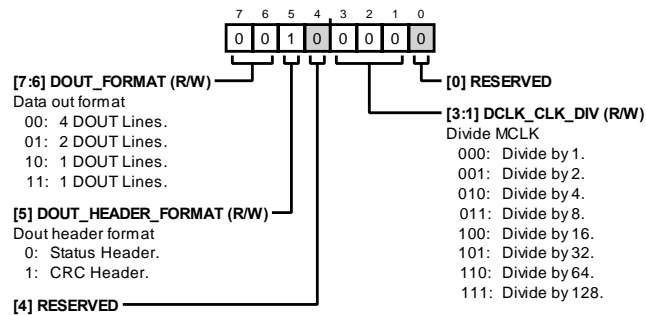 7 6 5 4 3 2 1 0
0 0 1 0 0 0 0 0
[7:6] DOUT_FORMAT (R/W)
Data out format
00: 4 DOUT Lines.
01: 2 DOUT Lines.
10: 1 DOUT Lines.
11: 1 DOUT Lines.
[5] DOUT_HEADER_FORMAT (R/W)
Dout header format
0: Status Header.
1: CRC Header.
[4] RESERVED
[0] RESERVED
[3:1] DCLK_CLK_DIV (R/W)
Divide MCLK
000: Divide by 1.
001: Divide by 2.
010: Divide by 4.
011: Divide by 8.
100: Divide by 16.
101: Divide by 32.
110: Divide by 64.
111: Divide by 128.